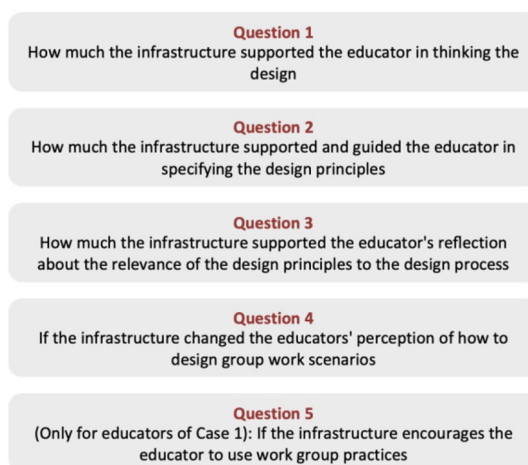 Question 1
How much the infrastructure supported the educator in thinking the
design
Question 2
How much the infrastructure supported and guided the educator in
specifying the design principles
Question 3
How much the infrastructure supported the educator's reflection
about the relevance of the design principles to the design process
Question 4
If the infrastructure changed the educators' perception of how to
design group work scenarios
Question 5
(Only for educators of Case 1): If the infrastructure encourages the
educator to use work group practices